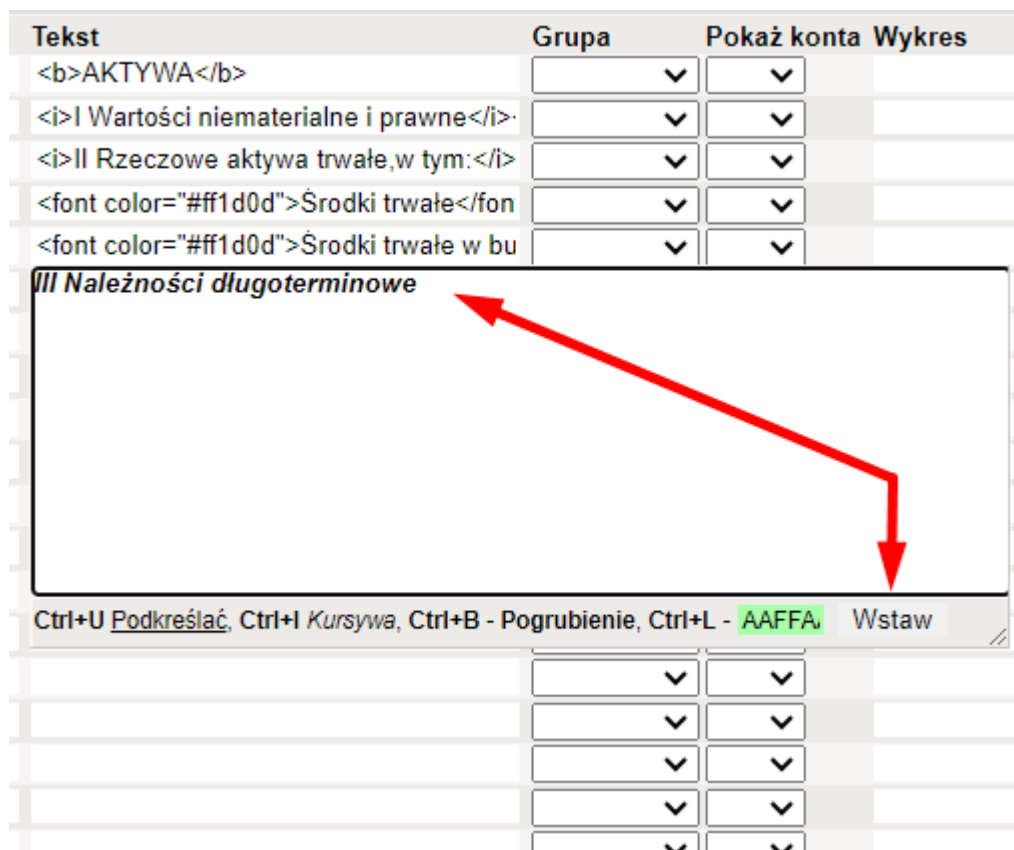 Tekst Grupa Pokaż konta Wykres
<b>AKTYWA</b>
<i>I Wartości niematerialne i prawne</i>
<i>II Rzeczowe aktywa trwałe,w tym:</i>
<font color="#ff1d0d">Środki trwałe</fon
<font color="#ff1d0d">Środki trwałe w bu
III Należności długoterminowe
Ctrl+U Podkreślać, Ctrl+I Kursywa, Ctrl+B - Pogrubienie, Ctrl+L - AAFFA Wstaw